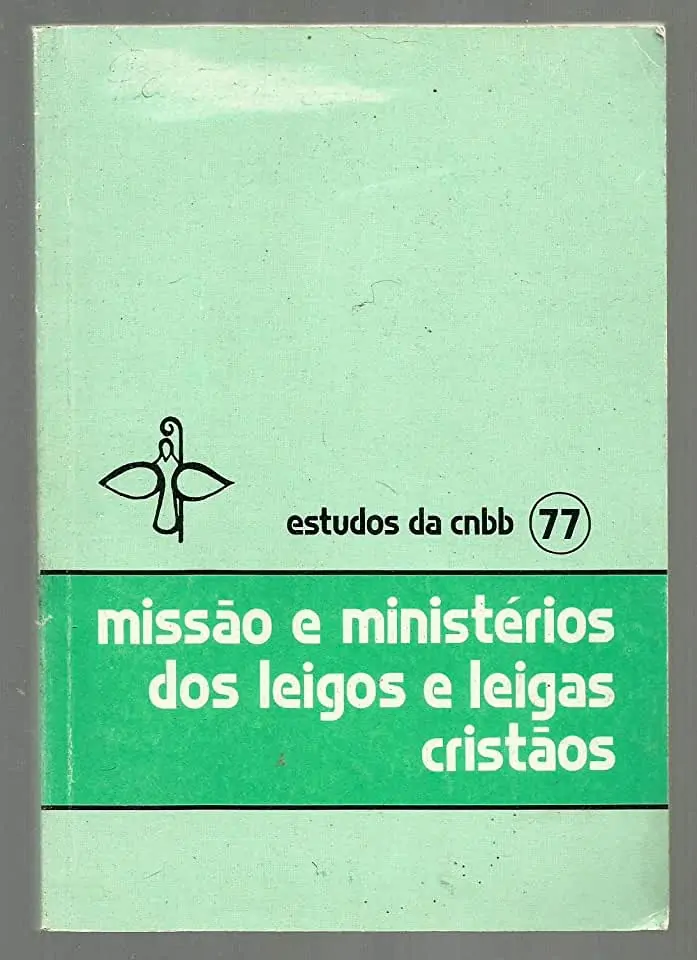 estudos da cnbb 77
missão e ministérios
dos leigos e leigas
cristãos